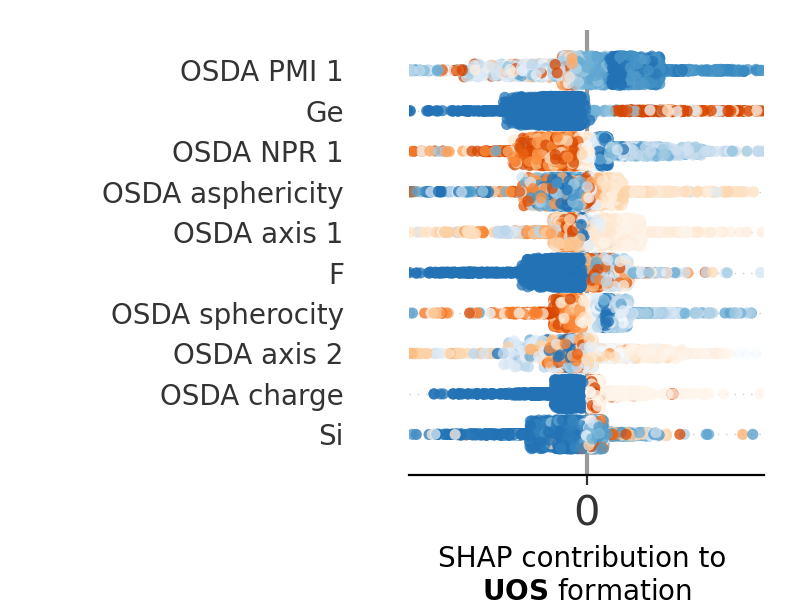 OSDA PMI 1
Ge
OSDA NPR 1
OSDA asphericity
OSDA axis 1
F
OSDA spherocity
OSDA axis 2
OSDA charge
Si
0
SHAP contribution to
UOS formation